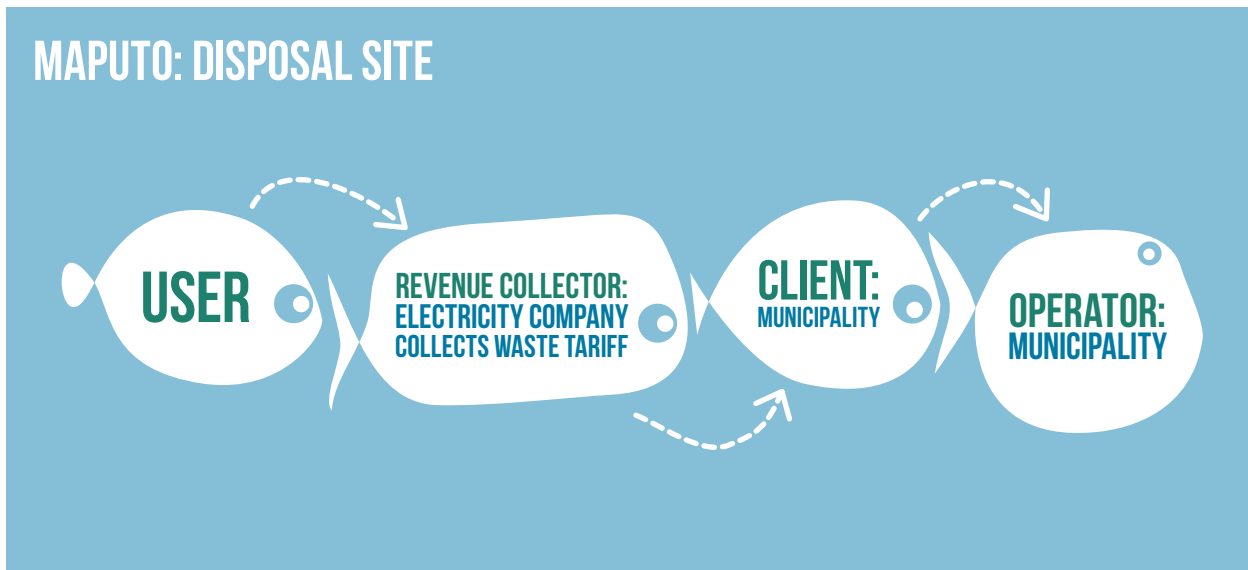 MAPUTO: DISPOSAL SITE
USER
REVENUE COLLECTOR:
ELECTRICITY COMPANY
COLLECTS WASTE TARIFF
CLIENT:
MUNICIPALITY
OPERATOR:
MUNICIPALITY